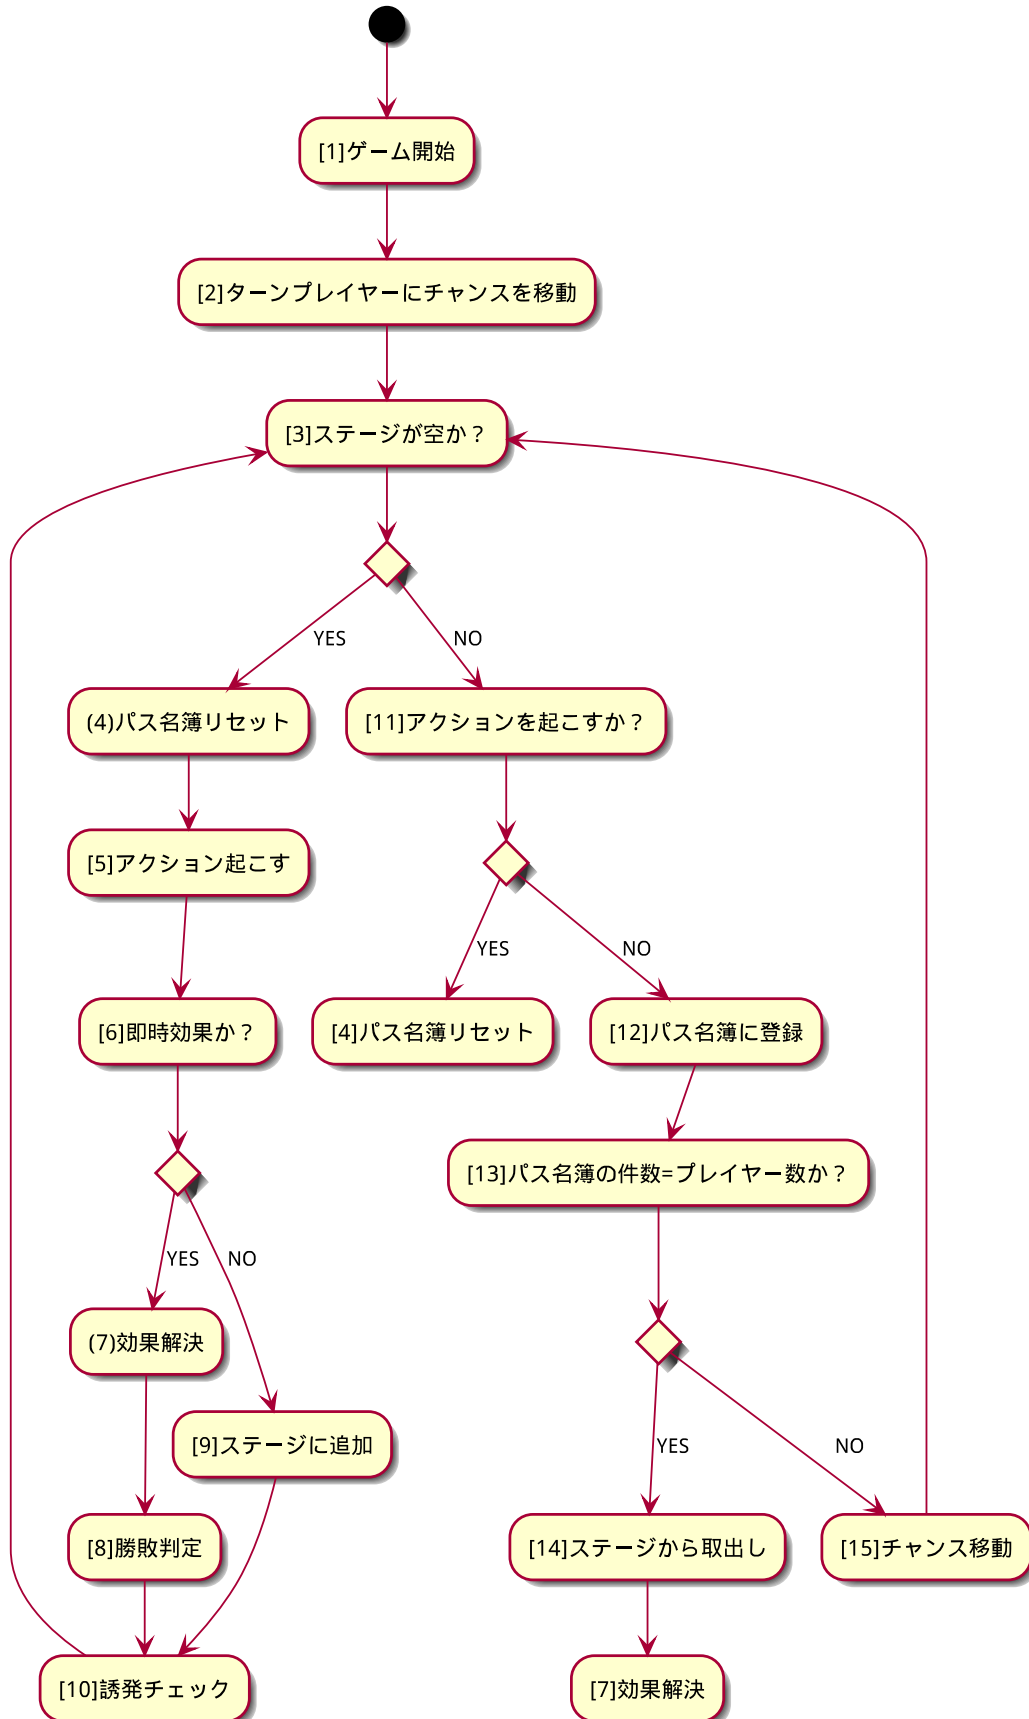 [1]ゲーム開始
[2]ターンプレイヤーにチャンスを移動
[3]ステージが空か？
YES
NO
(4)パス名簿リセット
[11]アクションを起こすか？
[5]アクション起こす
YES
NO
[6]即時効果か？
[4]パス名簿リセット
[12]パス名簿に登録
[13]パス名簿の件数=プレイヤー数か？
YES
NO
(7)効果解決
[9]ステージに追加
YES
NO
[8]勝敗判定
[14]ステージから取出し
[15]チャンス移動
[10]誘発チェック
[7]効果解決